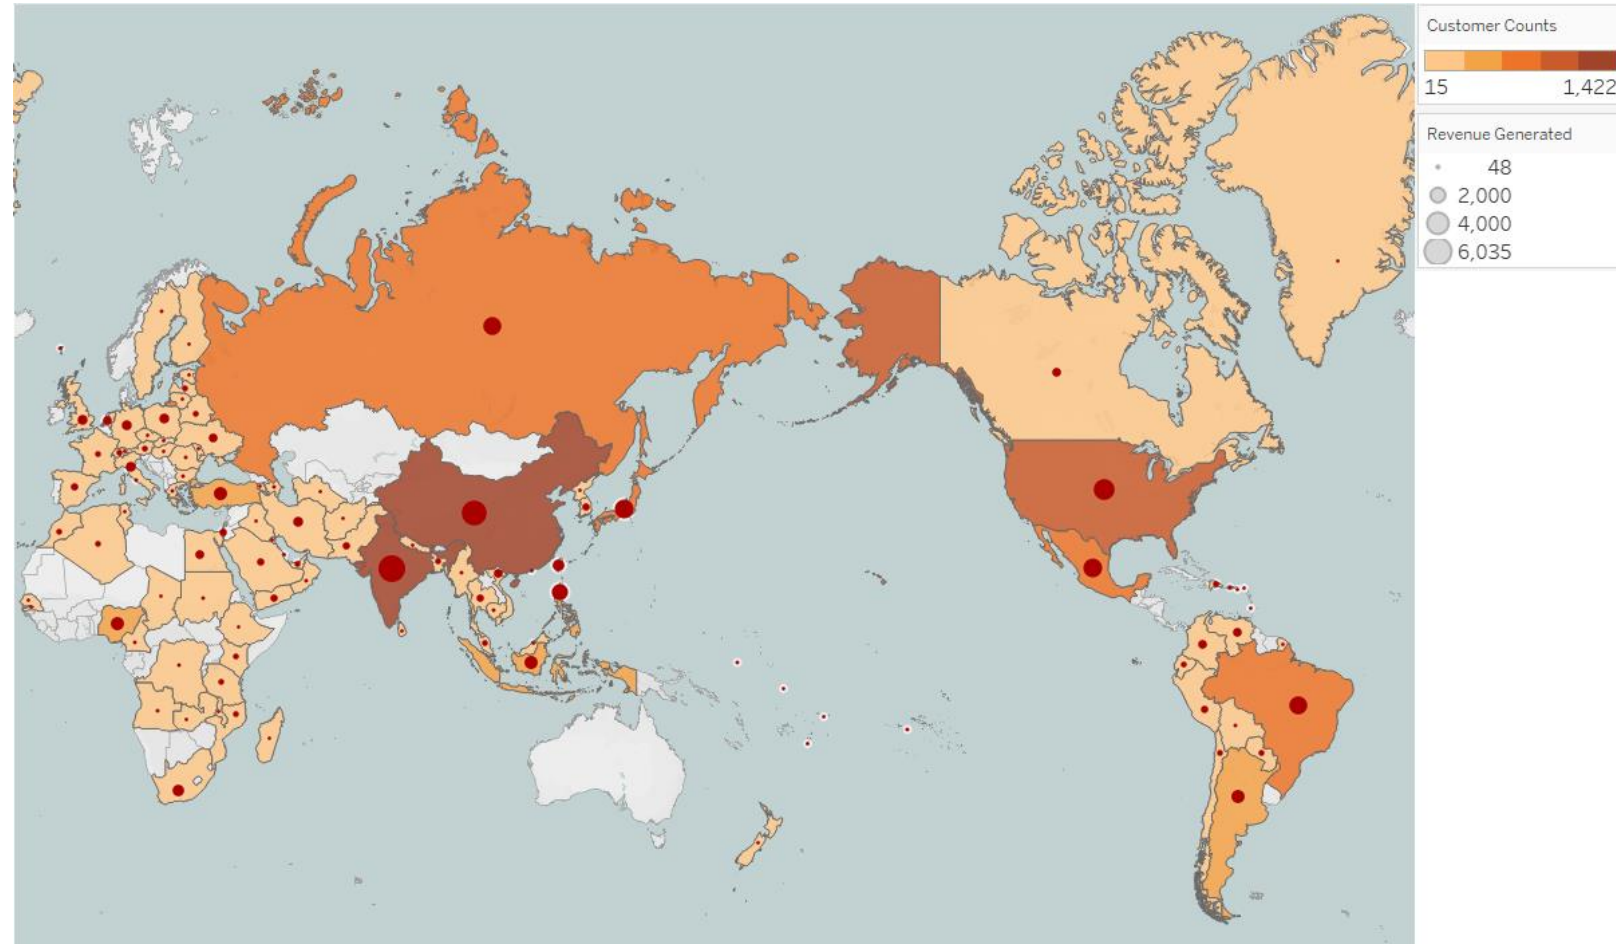 Customer Counts
15 1,422
Revenue Generated
48
2,000
4,000
6,035